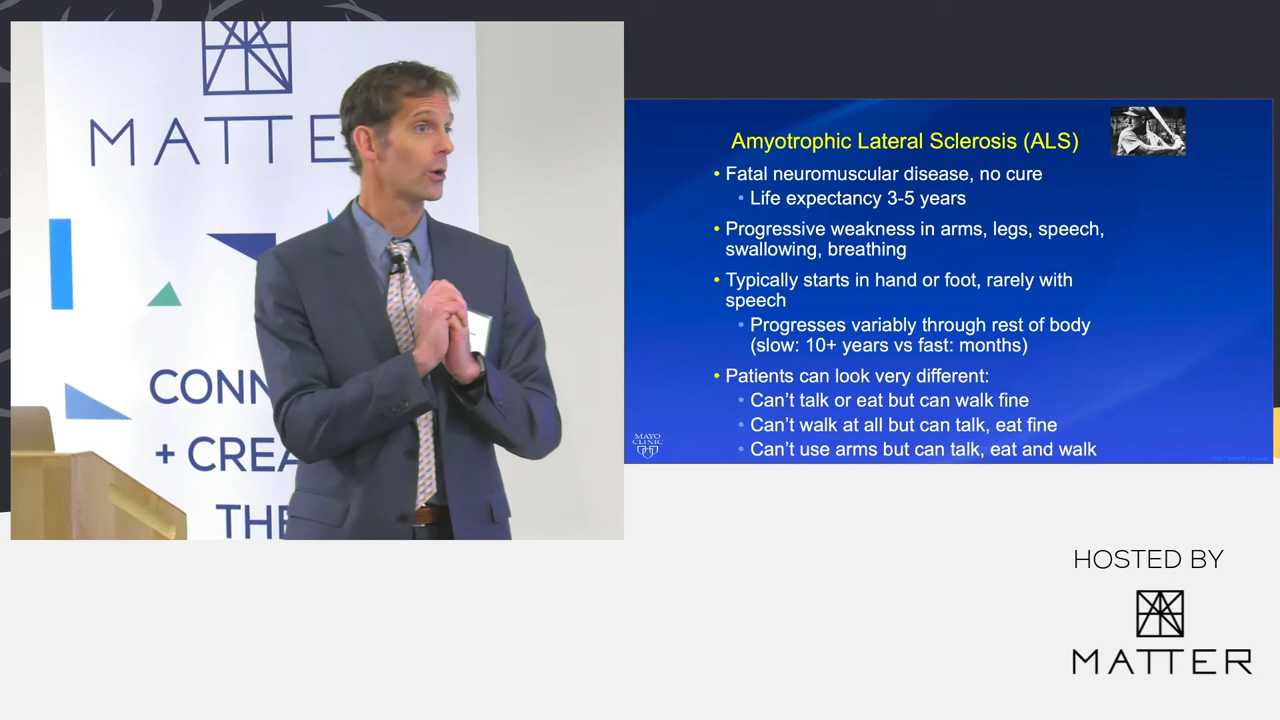 MATTE
CONN
+ CREA
THE
Amyotrophic Lateral Sclerosis (ALS)
• Fatal neuromuscular disease, no cure
• Life expectancy 3-5 years
• Progressive weakness in arms, legs, speech,
swallowing, breathing
• Typically starts in hand or foot, rarely with
speech
• Progresses variably through rest of body
(slow: 10+ years vs fast: months)
• Patients can look very different:
• Can’t talk or eat but can walk fine
• Can’t walk at all but can talk, eat fine
• Can’t use arms but can talk, eat and walk
MAYO
CLINIC
HOSTED BY
MATTER